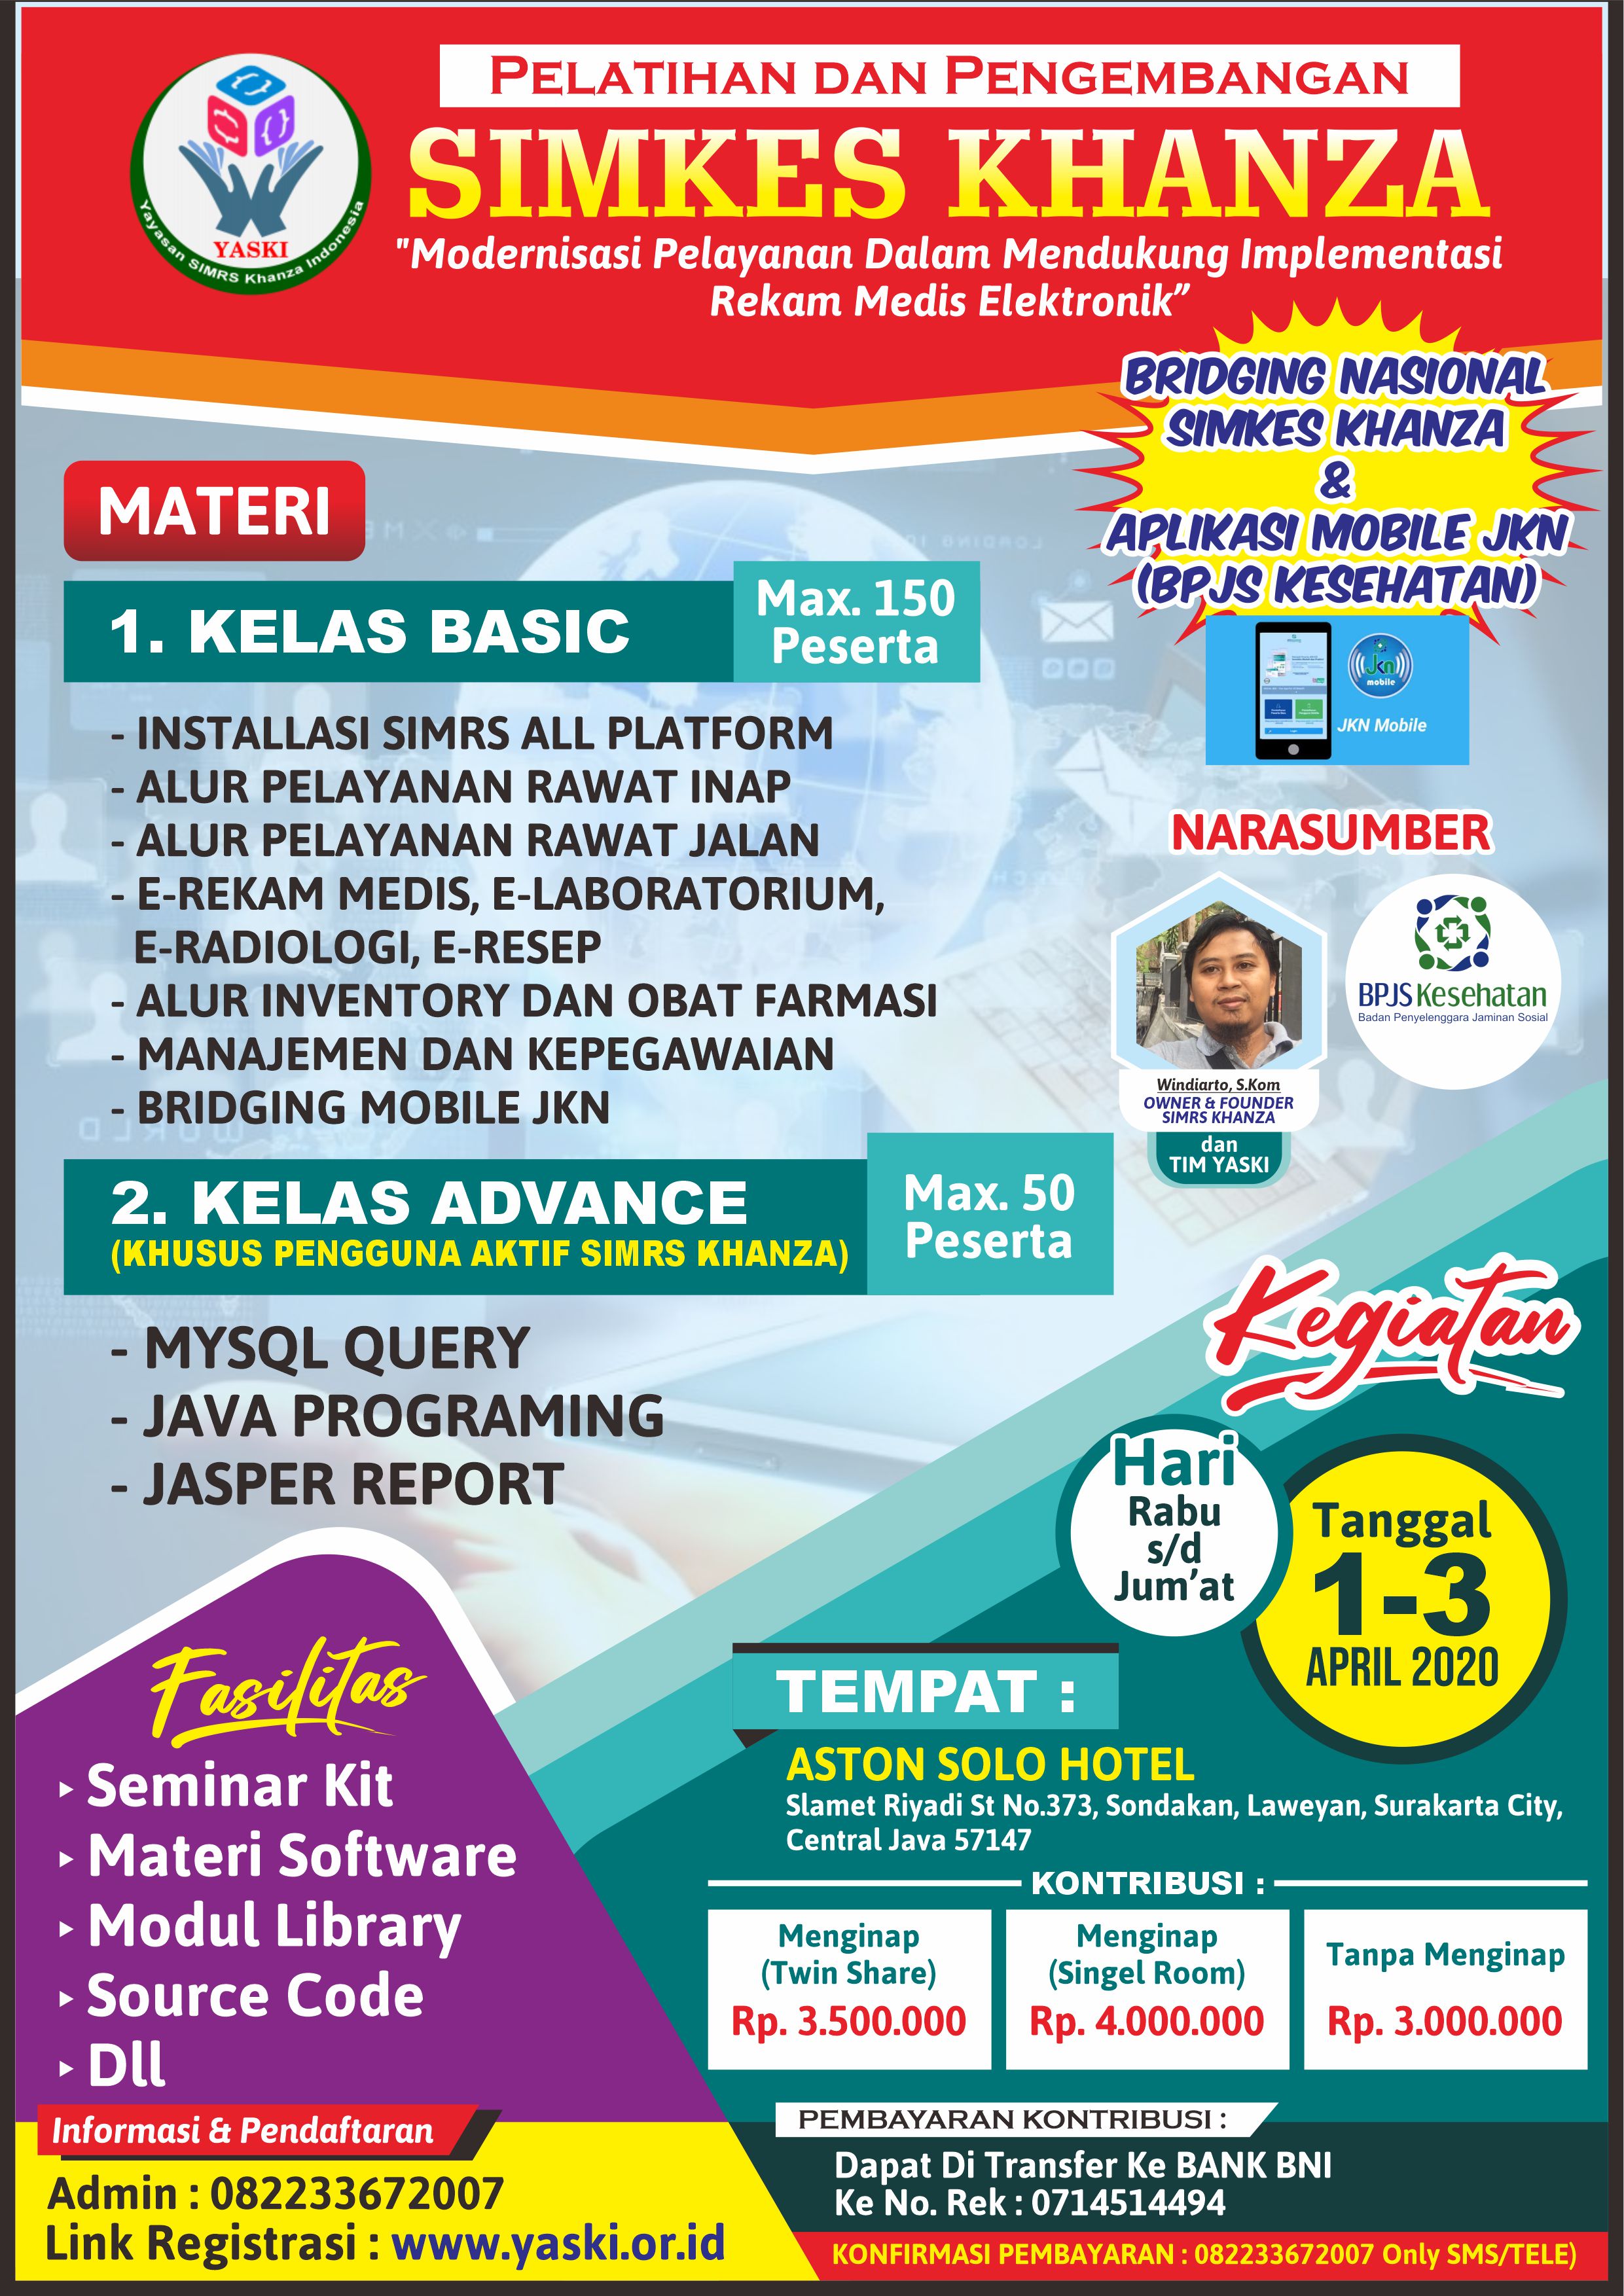 PELATIHAN DAN PENGEMBANGAN
SIMKES KHANZA
"Modernisasi Pelayanan Dalam Mendukung Implementasi
Rekam Medis Elektronik"
YASKI
Yayasan SIMRS Khanza Indonesia
BRIDGING NASIONAL
SIMKES KHANZA
&
APLIKASI MOBILE JKN
(BPJS KESEHATAN)
jkn
mobile
JKN Mobile
MATERI
1. KELAS BASIC
Max. 150
Peserta
- INSTALLASI SIMRS ALL PLATFORM
- ALUR PELAYANAN RAWAT INAP
- ALUR PELAYANAN RAWAT JALAN
- E-REKAM MEDIS, E-LABORATORIUM,
E-RADIOLOGI, E-RESEP
- ALUR INVENTORY DAN OBAT FARMASI
- MANAJEMEN DAN KEPEGAWAIAN
- BRIDGING MOBILE JKN
NARASUMBER
Windiarto, S.Kom
OWNER & FOUNDER
SIMRS KHANZA
dan
TIM YASKI
BPJS Kesehatan
Badan Penyelenggara Jaminan Sosial
2. KELAS ADVANCE
(KHUSUS PENGGUNA AKTIF SIMRS KHANZA)
Max. 50
Peserta
- MYSQL QUERY
- JAVA PROGRAMING
- JASPER REPORT
Kegiatan
Hari
Rabu
s/d
Jum'at
Tanggal
1-3
APRIL 2020
Fasilitas
Seminar Kit
Materi Software
Modul Library
Source Code
Dll
TEMPAT :
ASTON SOLO HOTEL
Slamet Riyadi St No.373, Sondakan, Laweyan, Surakarta City,
Central Java 57147
KONTRIBUSI :
Menginap
(Twin Share)
Rp. 3.500.000
Menginap
(Singel Room)
Rp. 4.000.000
Tanpa Menginap
Rp. 3.000.000
Informasi & Pendaftaran
Admin : 082233672007
Link Registrasi : www.yaski.or.id
PEMBAYARAN KONTRIBUSI :
Dapat Di Transfer Ke BANK BNI
Ke No. Rek : 0714514494
KONFIRMASI PEMBAYARAN : 082233672007 Only SMS/TELE)